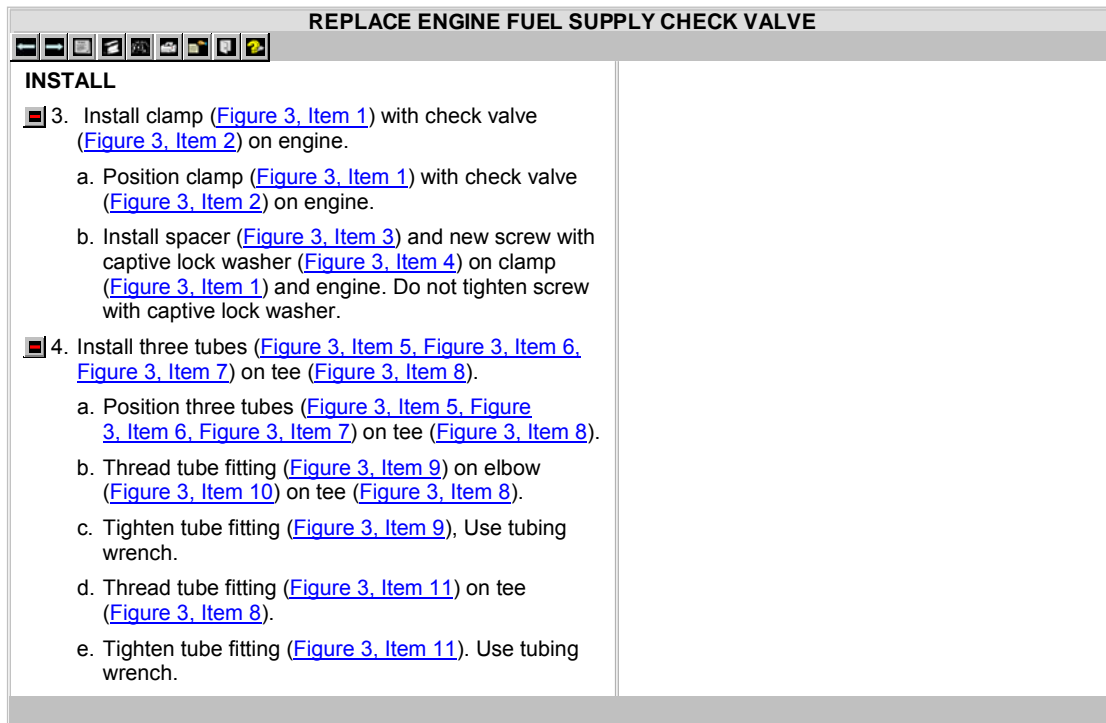 REPLACE ENGINE FUEL SUPPLY CHECK VALVE
INSTALL
3. Install clamp (Figure 3, Item 1) with check valve
(Figure 3, Item 2) on engine.
a. Position clamp (Figure 3, Item 1) with check valve
(Figure 3, Item 2) on engine.
b. Install spacer (Figure 3, Item 3) and new screw with
captive lock washer (Figure 3, Item 4) on clamp
(Figure 3, Item 1) and engine. Do not tighten screw
with captive lock washer.
4. Install three tubes (Figure 3, Item 5, Figure 3, Item 6,
Figure 3, Item 7) on tee (Figure 3, Item 8).
a. Position three tubes (Figure 3, Item 5, Figure
3, Item 6, Figure 3, Item 7) on tee (Figure 3, Item 8).
b. Thread tube fitting (Figure 3, Item 9) on elbow
(Figure 3, Item 10) on tee (Figure 3, Item 8).
c. Tighten tube fitting (Figure 3, Item 9), Use tubing
wrench.
d. Thread tube fitting (Figure 3, Item 11) on tee
(Figure 3, Item 8).
e. Tighten tube fitting (Figure 3, Item 11). Use tubing
wrench.